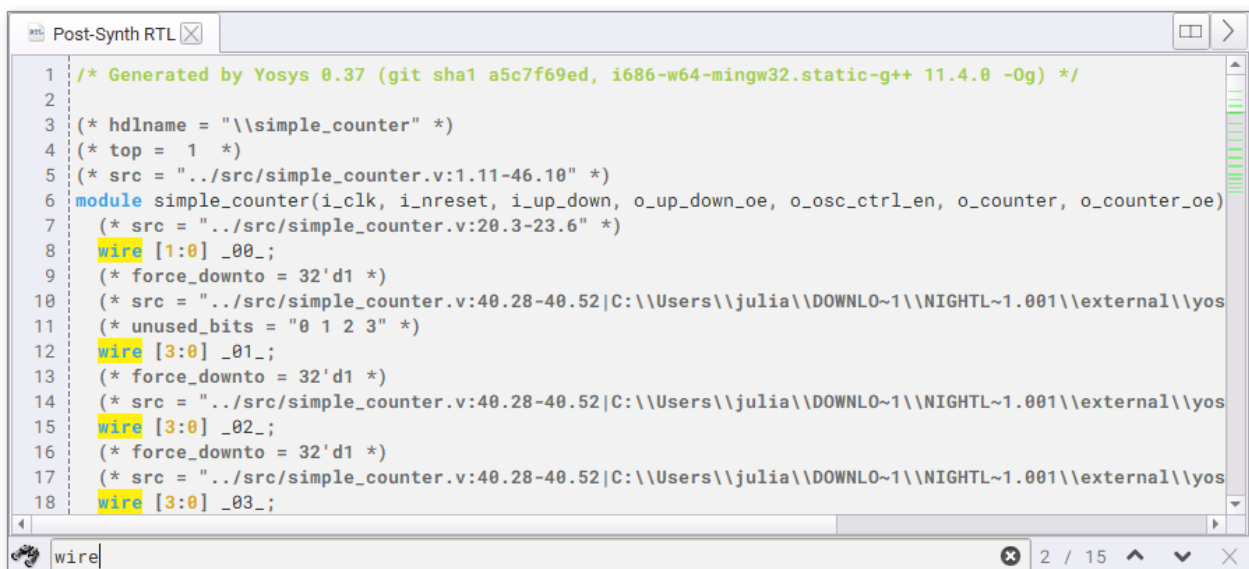 Post-Synth RTL
1 /* Generated by Yosys 0.37 (git sha1 a5c7f69ed, i686-w64-mingw32.static-g++ 11.4.0 -Og) */
2
3 (* hdlname = "\\simple_counter" *)
4 (* top =  1  *)
5 (* src = "../src/simple_counter.v:1.11-46.10" *)
6 module simple_counter(i_clk, i_nreset, i_up_down, o_up_down_oe, o_osc_ctrl_en, o_counter, o_counter_oe)
7   (* src = "../src/simple_counter.v:20.3-23.6" *)
8   wire [1:0] _00_;
9   (* force_downto = 32'd1 *)
10   (* src = "../src/simple_counter.v:40.28-40.52|C:\\Users\\julia\\DOWNLO~1\\NIGHTL~1.001\\external\\yos
11   (* unused_bits = "0 1 2 3" *)
12   wire [3:0] _01_;
13   (* force_downto = 32'd1 *)
14   (* src = "../src/simple_counter.v:40.28-40.52|C:\\Users\\julia\\DOWNLO~1\\NIGHTL~1.001\\external\\yos
15   wire [3:0] _02_;
16   (* force_downto = 32'd1 *)
17   (* src = "../src/simple_counter.v:40.28-40.52|C:\\Users\\julia\\DOWNLO~1\\NIGHTL~1.001\\external\\yos
18   wire [3:0] _03_;
wire 2 / 15